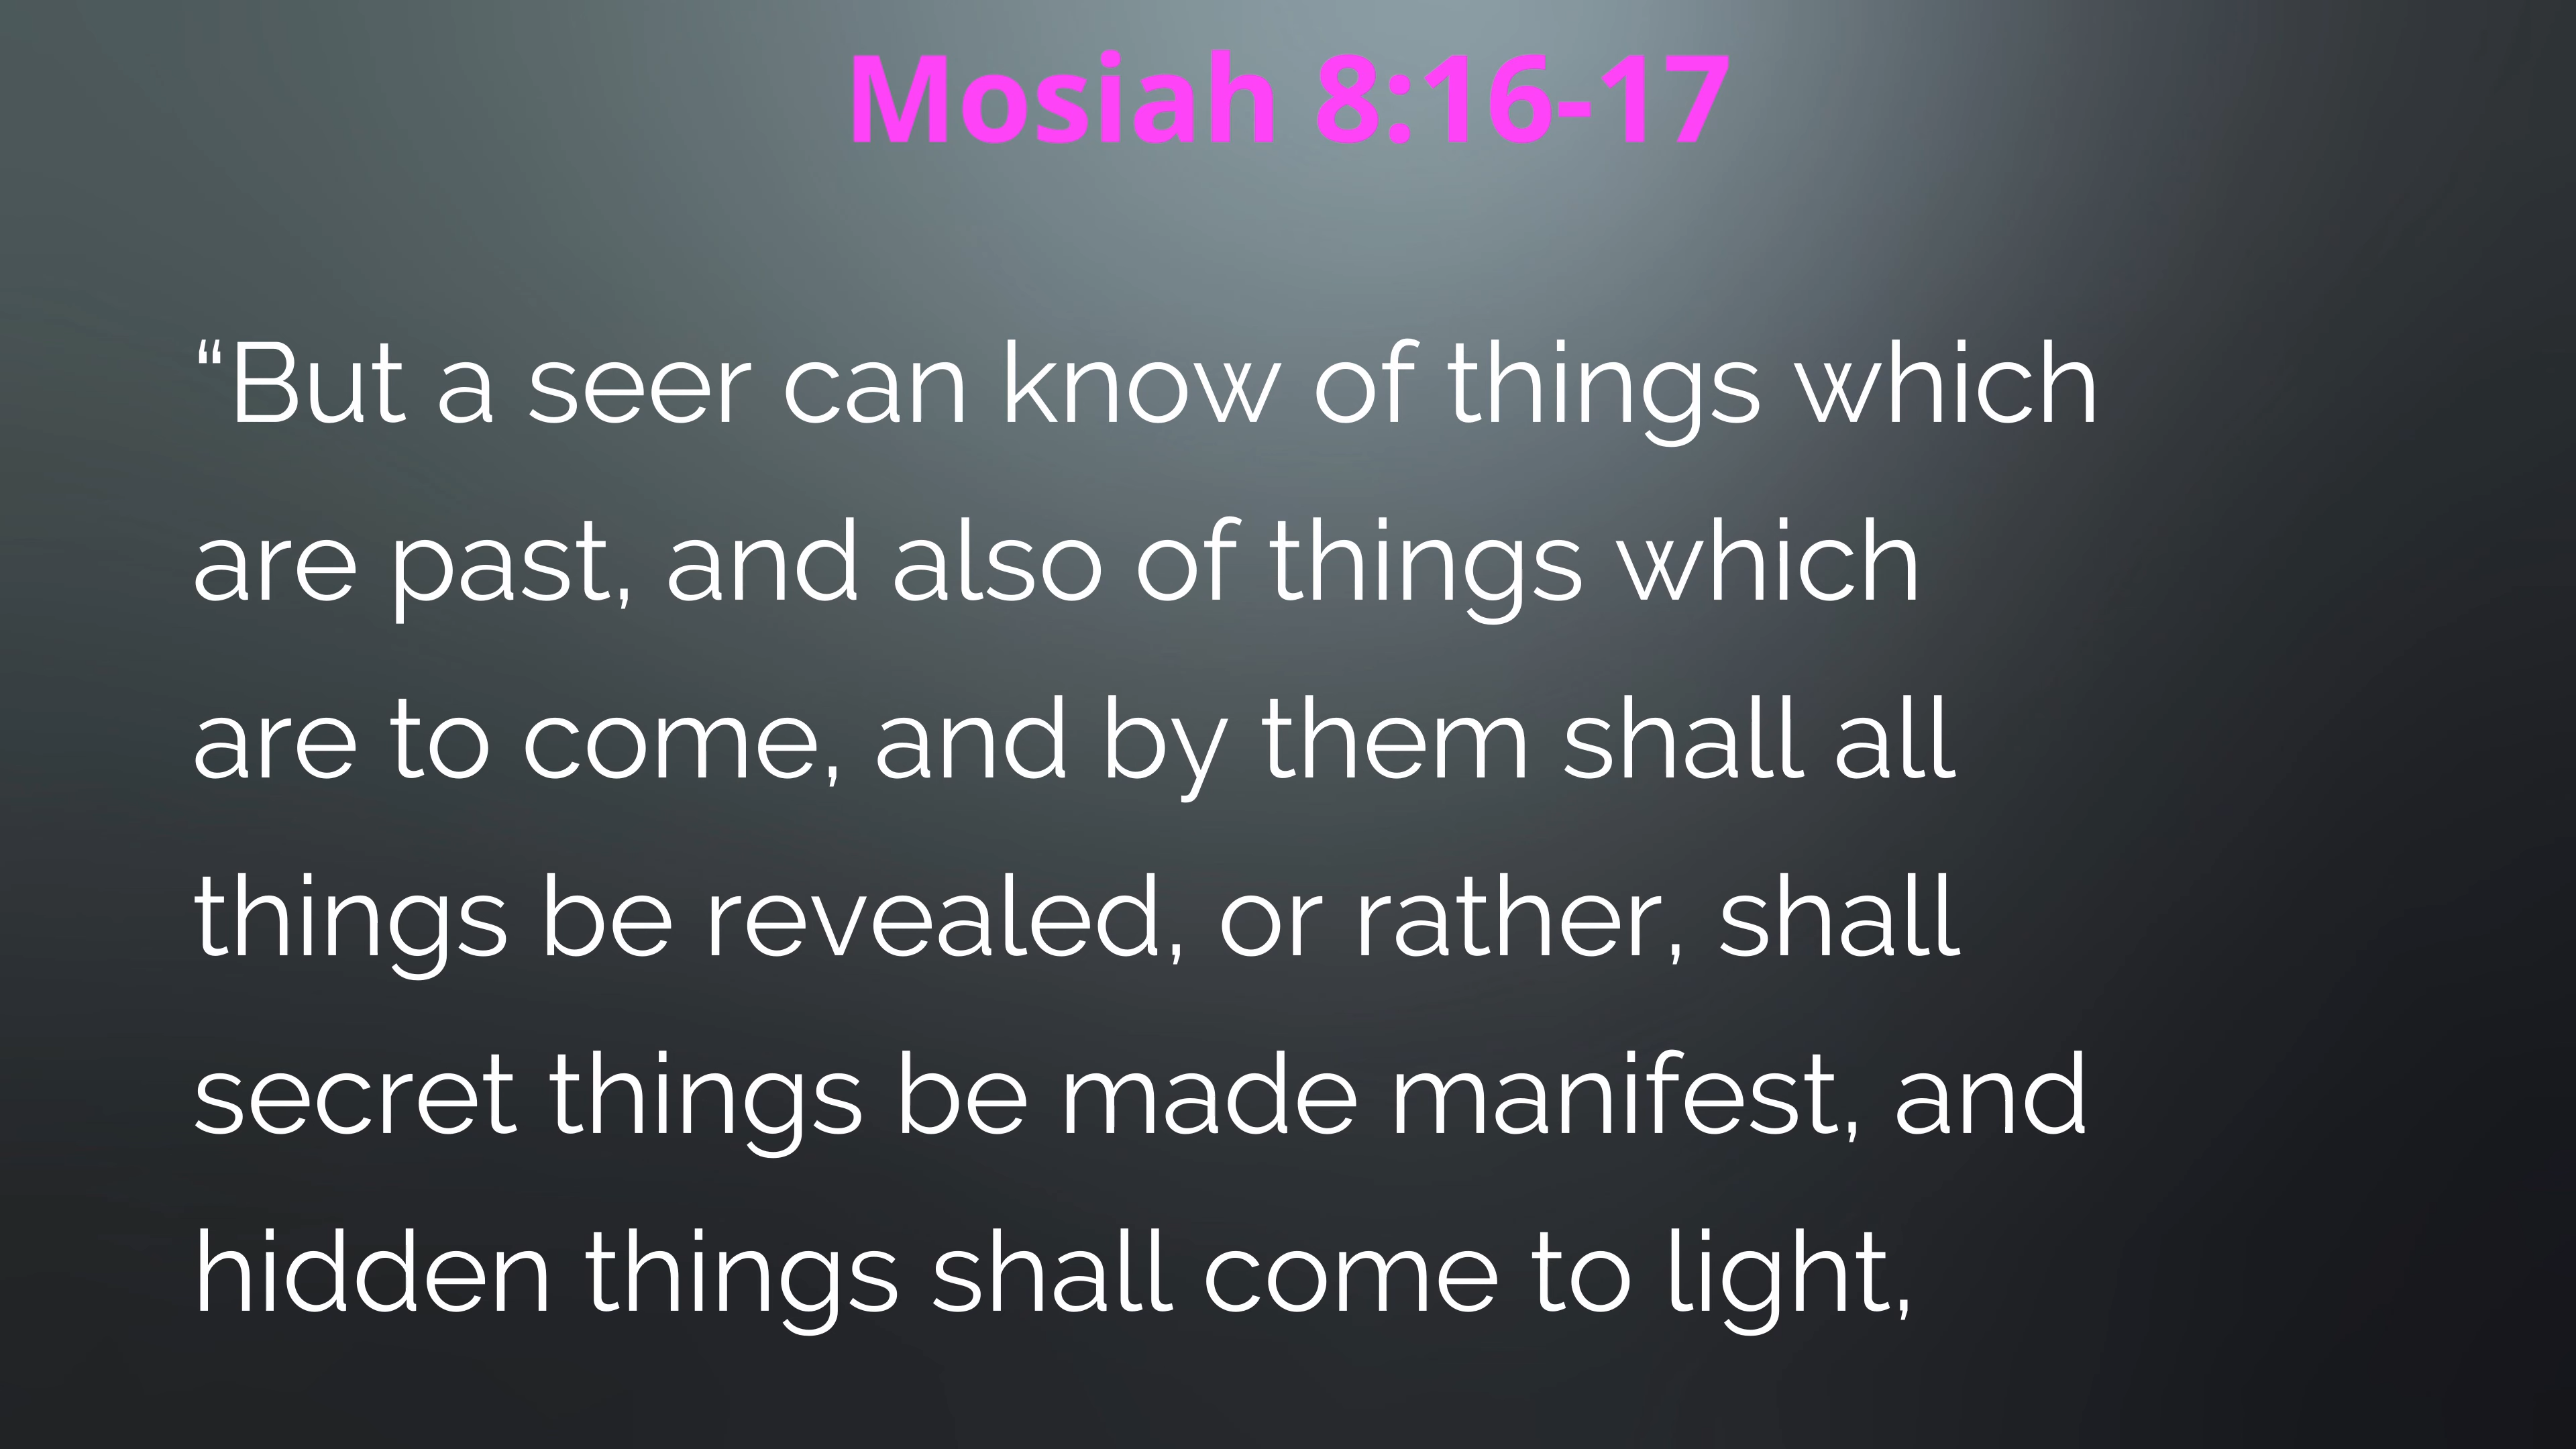 Mosiah 8:16-17
“But a seer can know of things which
are past, and also of things which
are to come, and by them shall all
things be revealed, or rather, shall
secret things be made manifest, and
hidden things shall come to light,